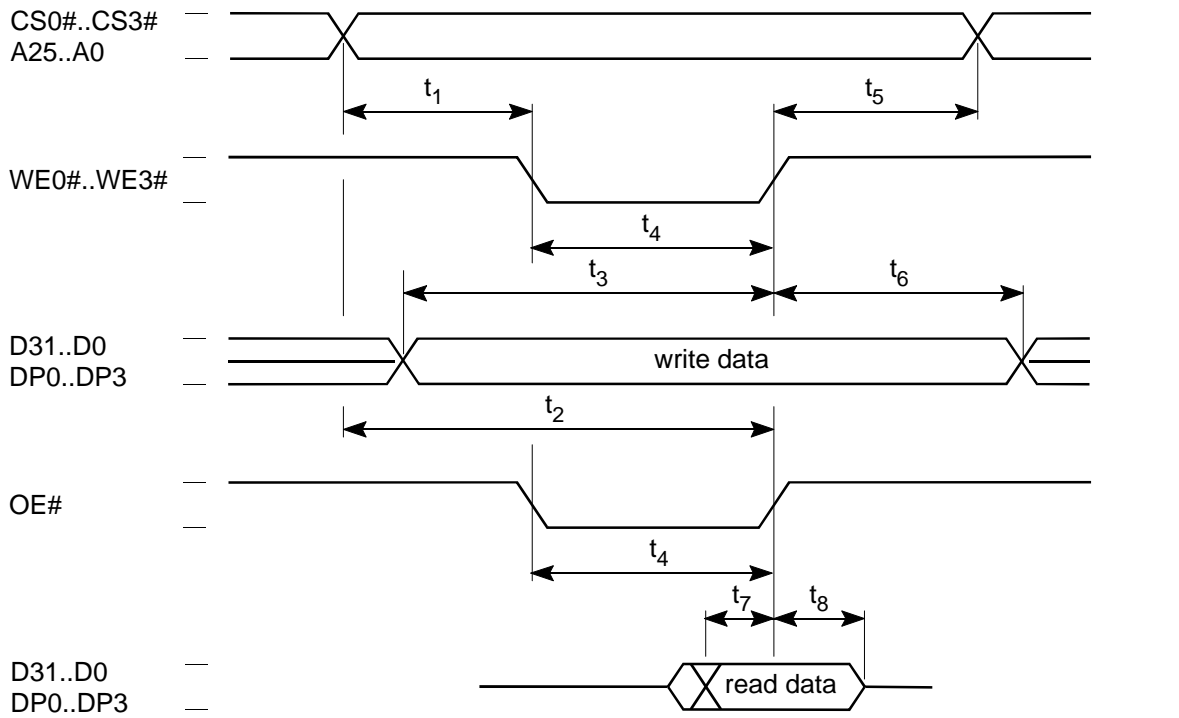 CS0#..CS3#
A25..A0
t1
t5
WE0#..WE3#
t4
t3
t6
D31..D0
DP0..DP3
write data
t2
OE#
t4
t7
t8
D31..D0
DP0..DP3
read data